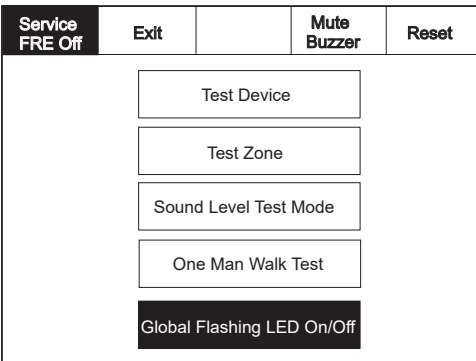 Service
FRE Off
Exit
Mute
Buzzer
Reset
Test Device
Test Zone
Sound Level Test Mode
One Man Walk Test
Global Flashing LED On/Off